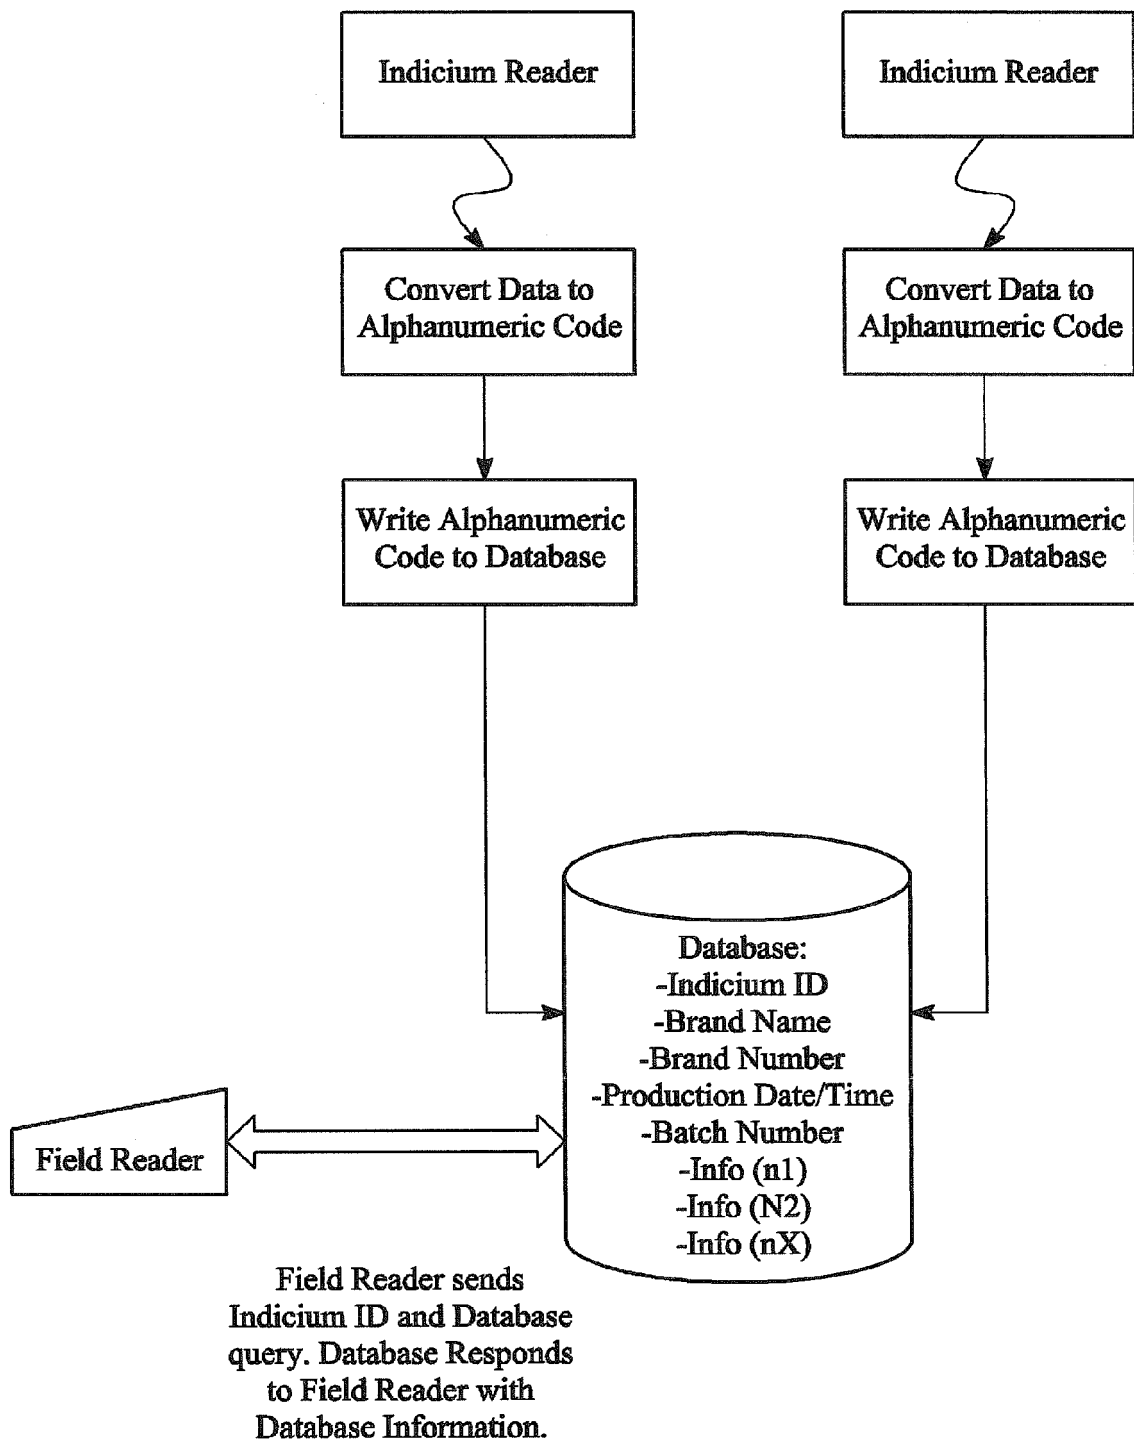 Indicium Reader
Indicium Reader
Convert Data to
Alphanumeric Code
Convert Data to
Alphanumeric Code
Write Alphanumeric
Code to Database
Write Alphanumeric
Code to Database
Database:
-Indicium ID
-Brand Name
-Brand Number
-Production Date/Time
-Batch Number
-Info (n1)
-Info (N2)
-Info (nX)
Field Reader
Field Reader sends
Indicium ID and Database
query. Database Responds
to Field Reader with
Database Information.